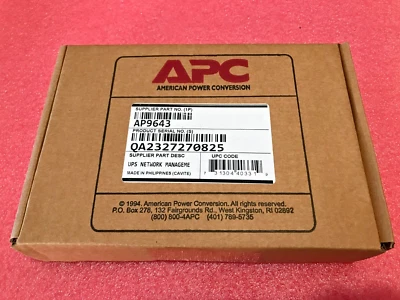 APC
AMERICAN POWER CONVERSION
SUPPLIER PART NO. (1P)
AP9643
PRODUCT SERIAL NO. (S)
QA2327270825
SUPPLIER PART DESC
UPC CODE
UPS NETWORK MANAGEME
MADE IN PHILIPPINES (CAVITE)
© 1994. American Power Conversion Corp.
All rights reserved.
P.O. Box 278, 132 Fairgrounds Rd., West Kingston, RI 02892
(800) 800-4APC (401) 789-5735